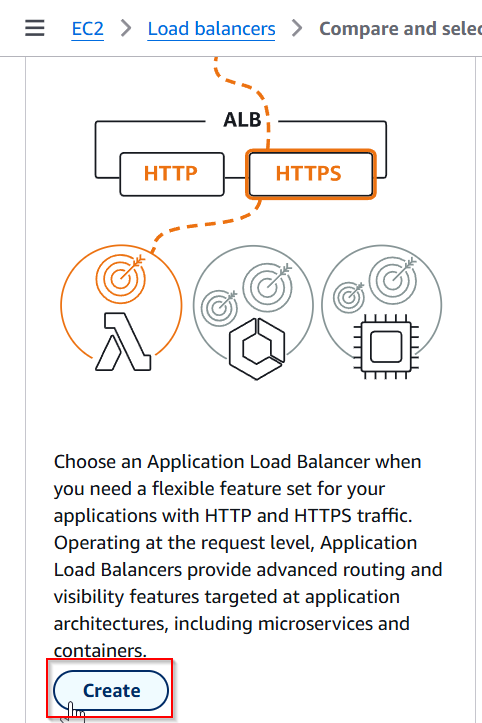 EC2 > Load balancers > Compare and selec
ALB
HTTP
HTTPS
Choose an Application Load Balancer when
you need a flexible feature set for your
applications with HTTP and HTTPS traffic.
Operating at the request level, Application
Load Balancers provide advanced routing and
visibility features targeted at application
architectures, including microservices and
containers.
Create